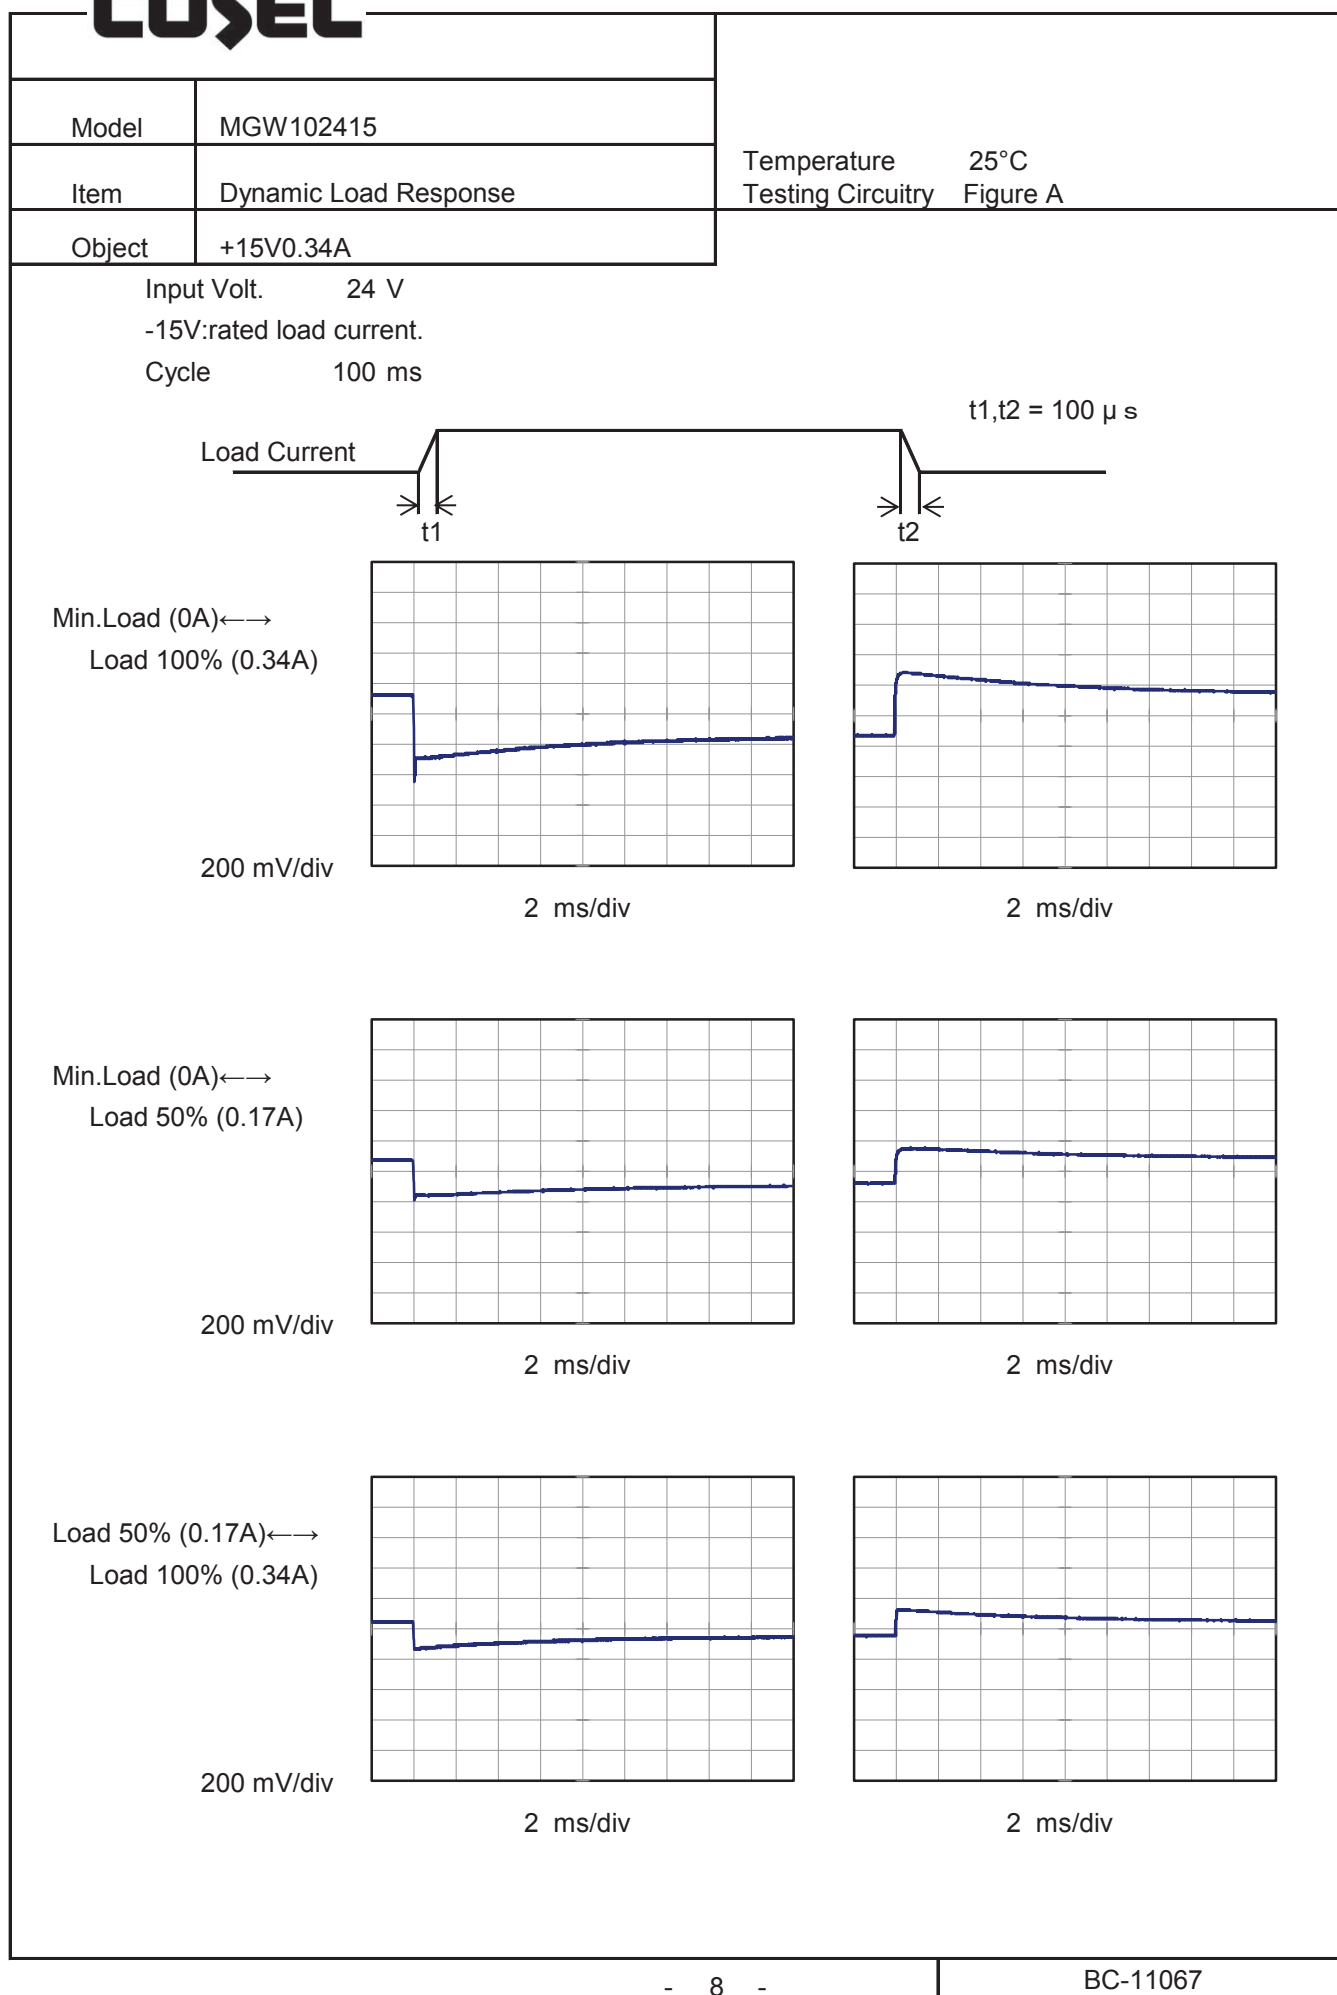 COSEL
Model MGW102415
Temperature 25°C
Item Dynamic Load Response
Testing Circuitry Figure A
Object +15V0.34A
Input Volt. 24 V
-15V:rated load current.
Cycle 100 ms
t1,t2 = 100 μ s
Load Current
t1 t2
Min.Load (0A)←→
Load 100% (0.34A)
200 mV/div
2 ms/div 2 ms/div
Min.Load (0A)←→
Load 50% (0.17A)
200 mV/div
2 ms/div 2 ms/div
Load 50% (0.17A)←→
Load 100% (0.34A)
200 mV/div
2 ms/div 2 ms/div
- 8 - BC-11067